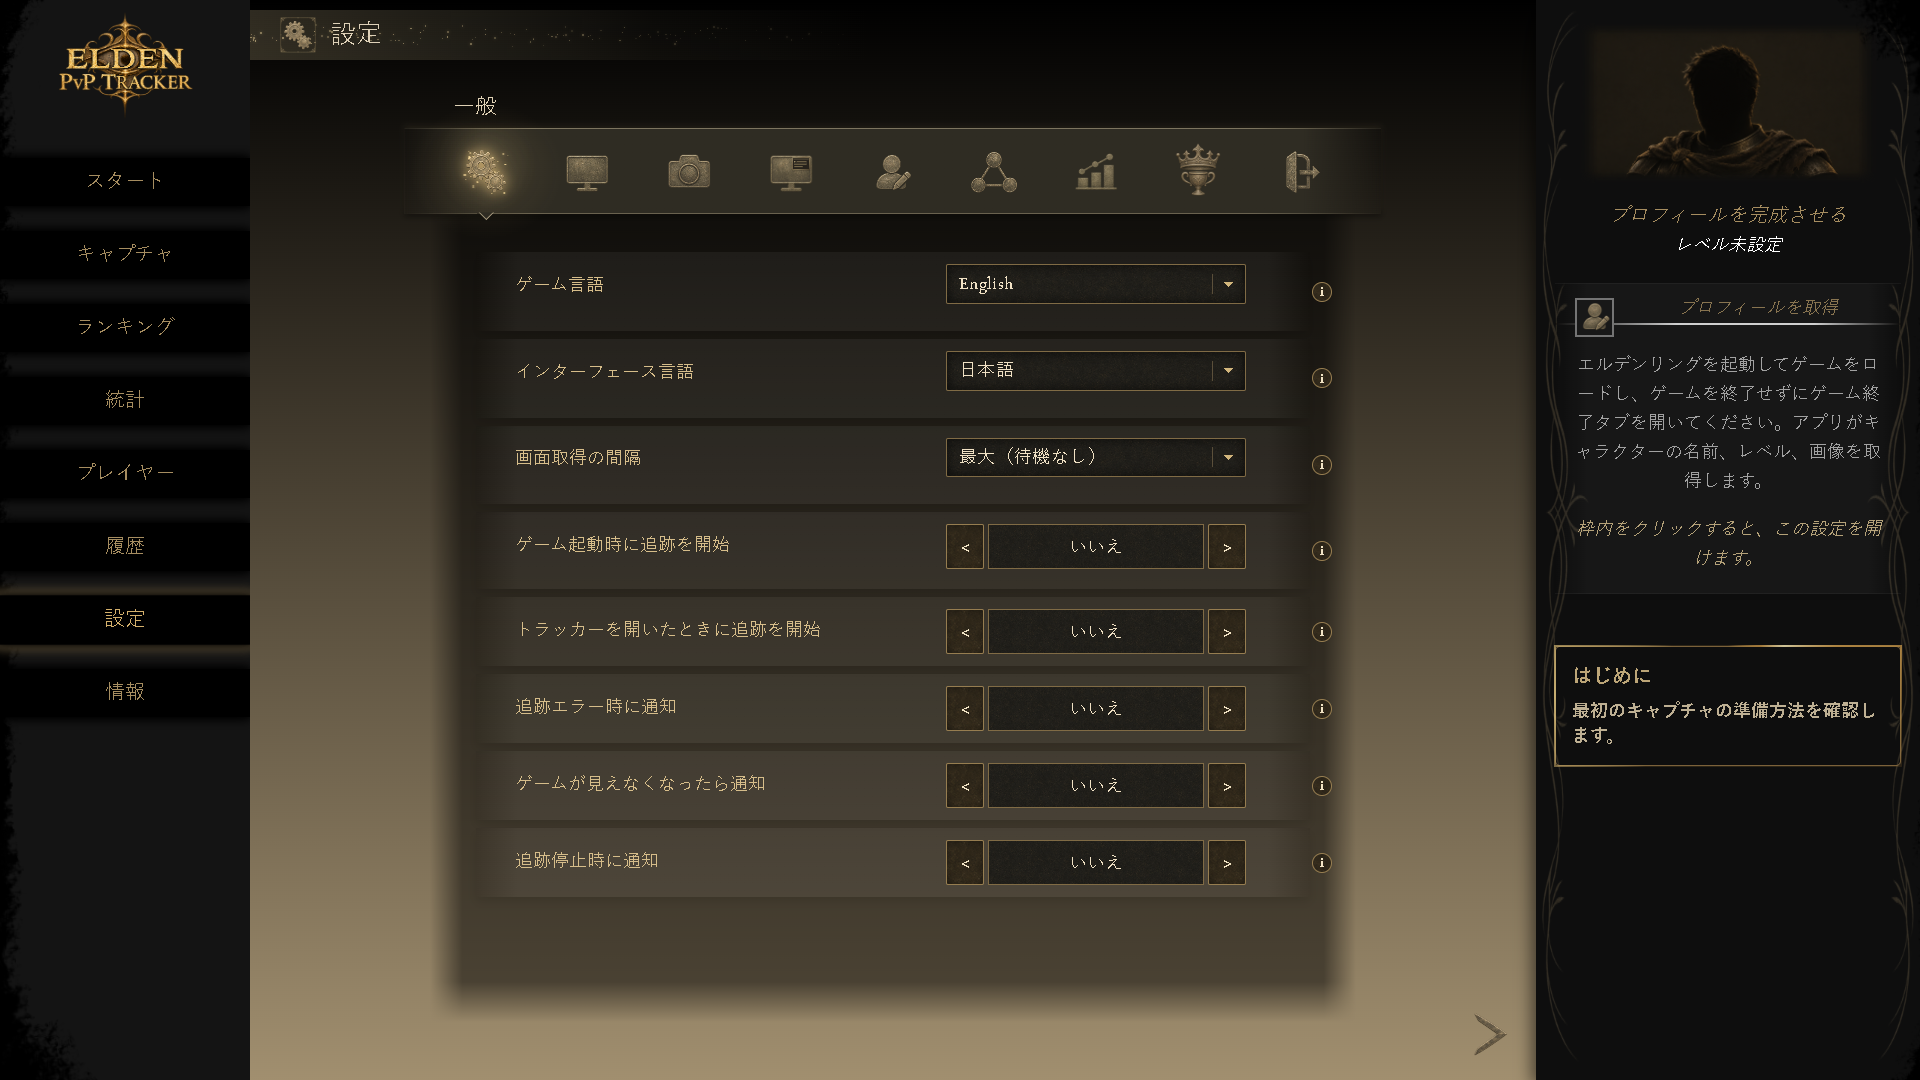 ELDEN
PvP TRACKER
スタート
キャプチャ
ランキング
統計
プレイヤー
履歴
設定
情報
設定
一般
ゲーム言語
English
インターフェース言語
日本語
画面取得の間隔
最大（待機なし）
ゲーム起動時に追跡を開始
<
いいえ
>
トラッカーを開いたときに追跡を開始
<
いいえ
>
追跡エラー時に通知
<
いいえ
>
ゲームが見えなくなったら通知
<
いいえ
>
追跡停止時に通知
<
いいえ
>
プロフィールを完成させる
レベル未設定
プロフィールを取得
エルデンリングを起動してゲームをロ
ードし、ゲームを終了せずにゲーム終
了タブを開いてください。アプリがキ
ャラクターの名前、レベル、画像を取
得します。
枠内をクリックすると、この設定を開
けます。
はじめに
最初のキャプチャの準備方法を確認し
ます。